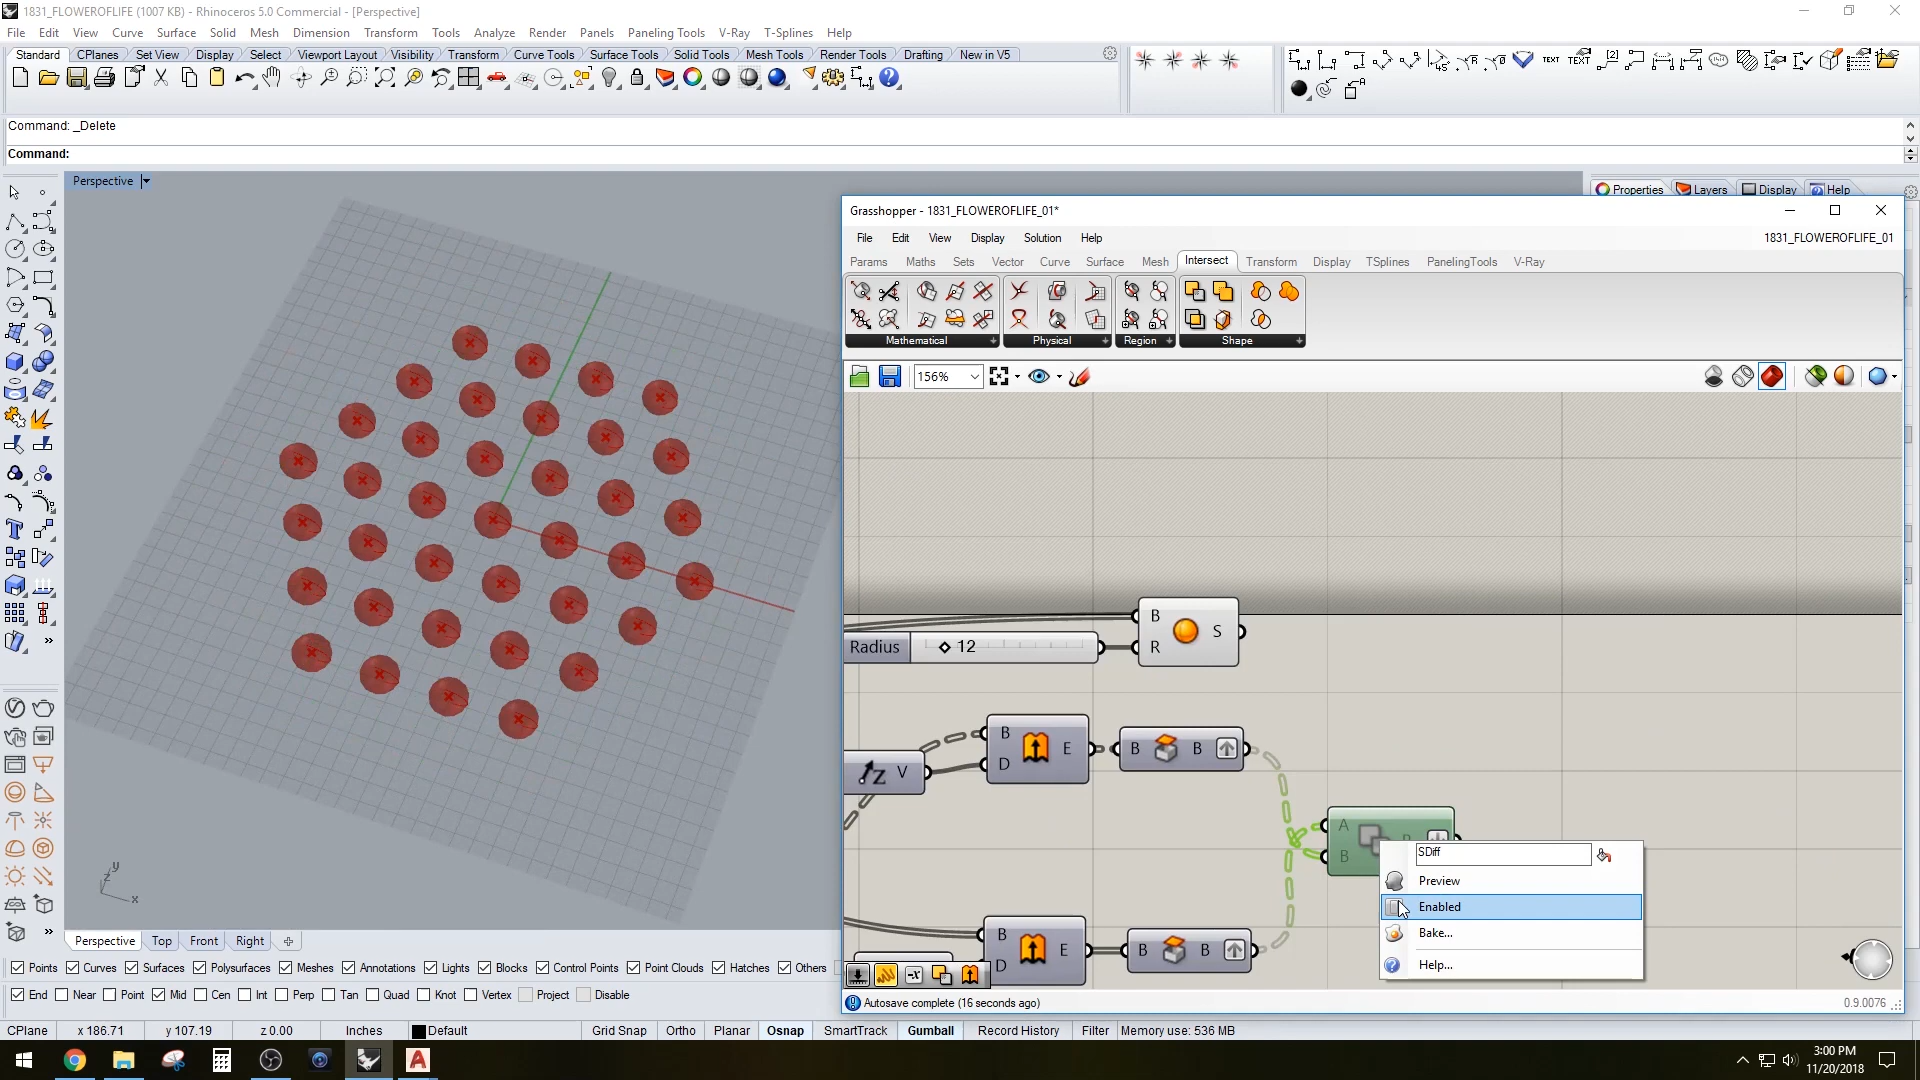 1831_FLOWEROFLIFE (1007 KB) - Rhinoceros 5.0 Commercial - [Perspective]
File Edit View Curve Surface Solid Mesh Dimension Transform Tools Analyze Render Panels Paneling Tools V-Ray T-Splines Help
Standard CPlanes Set View Display Select Viewport Layout Visibility Transform Curve Tools Surface Tools Solid Tools Mesh Tools Render Tools Drafting New in V5
TEXT TEXT
Command: _Delete
Command:
Perspective
Properties Layers Display Help
Grasshopper - 1831_FLOWEROFLIFE_01*
File Edit View Display Solution Help
1831_FLOWEROFLIFE_01
Params Maths Sets Vector Curve Surface Mesh Intersect Transform Display TSplines PanelingTools V-Ray
Mathematical Physical Region Shape
156%
B
Radius 12 S
R
B
E B B
D
Z V
A
B
SDiff
Preview
Enabled
Bake...
Help...
B
E B B
D
-x
y
z
x
Autosave complete (16 seconds ago)
0.9.0076
Perspective Top Front Right
Points Curves Surfaces Polysurfaces Meshes Annotations Lights Blocks Control Points Point Clouds Hatches Others
End Near Point Mid Cen Int Perp Tan Quad Knot Vertex Project Disable
CPlane x 186.71 y 107.19 z 0.00 Inches Default Grid Snap Ortho Planar Osnap SmartTrack Gumball Record History Filter Memory use: 536 MB
3:00 PM
11/20/2018